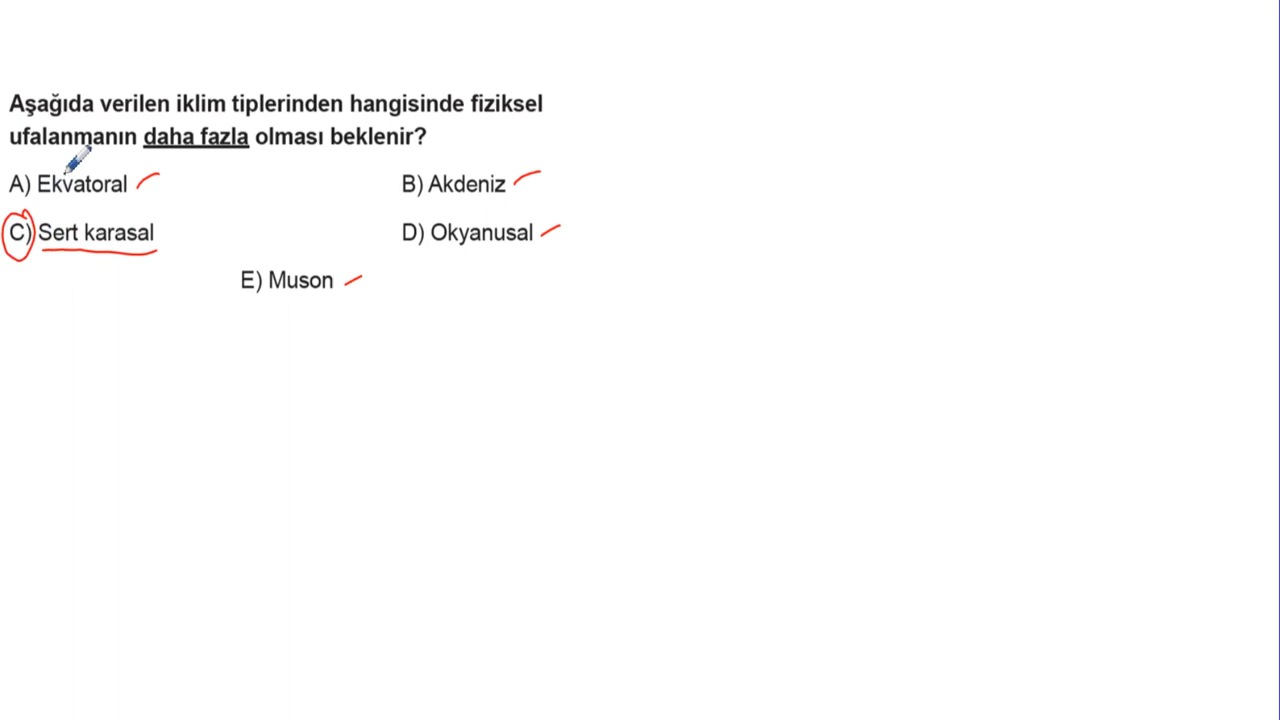 Aşağıda verilen iklim tiplerinden hangisinde fiziksel
ufalanmanın daha fazla olması beklenir?
A) Ekvatoral
B) Akdeniz
C) Sert karasal
D) Okyanusal
E) Muson